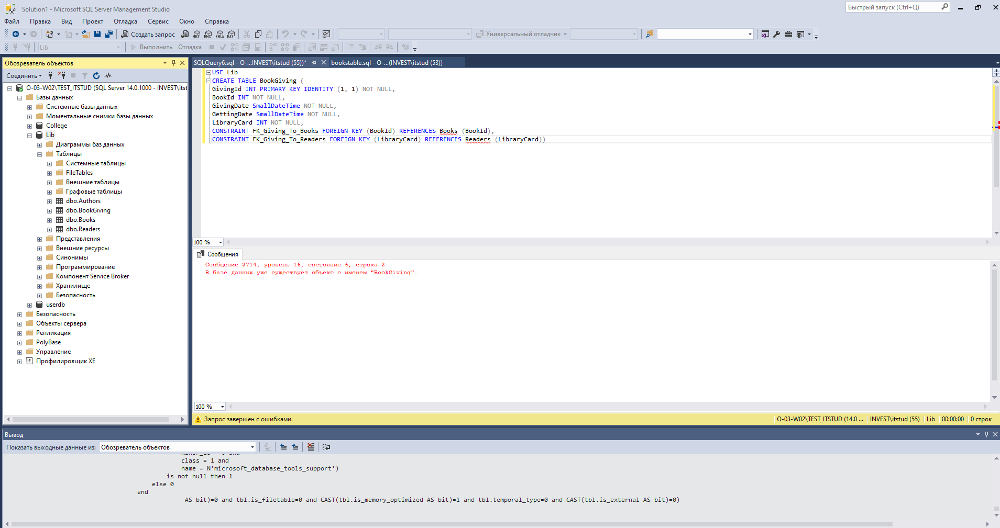 Solution1 - Microsoft SQL Server Management Studio
Быстрый запуск (Ctrl+Q)
Файл Правка Вид Проект Отладка Сервис Окно Справка
Создать запрос MDX DMX XMLA DAX Универсальный отладчик
Lib Выполнить Отладка
Обозреватель объектов
Соединить
O-03-W02\TEST_ITSTUD (SQL Server 14.0.1000 - INVEST\itst
Базы данных
Системные базы данных
Моментальные снимки базы данных
College
Lib
Диаграммы баз данных
Таблицы
Системные таблицы
FileTables
Внешние таблицы
Графовые таблицы
dbo.Authors
dbo.BookGiving
dbo.Books
dbo.Readers
Представления
Внешние ресурсы
Синонимы
Программирование
Компонент Service Broker
Хранилище
Безопасность
userdb
Безопасность
Объекты сервера
Репликация
PolyBase
Управление
Профилировщик XE
SQLQuery6.sql - O-...INVEST\itstud (55))* bookstable.sql - O-...(INVEST\itstud (53))
USE Lib
CREATE TABLE BookGiving (
GivingId INT PRIMARY KEY IDENTITY (1, 1) NOT NULL,
BookId INT NOT NULL,
GivingDate SmallDateTime NOT NULL,
GettingDate SmallDateTime NOT NULL,
LibraryCard INT NOT NULL,
CONSTRAINT FK_Giving_To_Books FOREIGN KEY (BookId) REFERENCES Books (BookId),
CONSTRAINT FK_Giving_To_Readers FOREIGN KEY (LibraryCard) REFERENCES Readers (LibraryCard))
100 %
Сообщения
Сообщение 2714, уровень 16, состояние 6, строка 2
В базе данных уже существует объект с именем "BookGiving".
100 %
Запрос завершен с ошибками. O-03-W02\TEST_ITSTUD (14.0 ... INVEST\itstud (55) Lib 00:00:00 0 строк
Вывод
Показать выходные данные из: Обозреватель объектов
class = 1 and
name = N'microsoft_database_tools_support')
is not null then 1
else 0
end
AS bit)=0 and tbl.is_filetable=0 and CAST(tbl.is_memory_optimized AS bit)=1 and tbl.temporal_type=0 and CAST(tbl.is_external AS bit)=0)